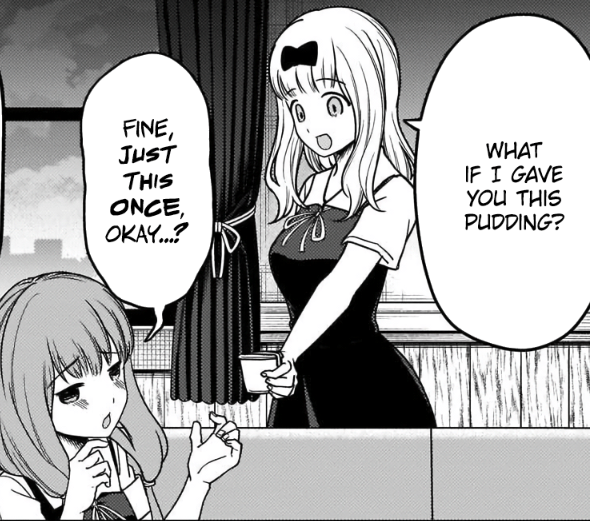 WHAT
IF I GAVE
YOU THIS
PUDDING?
FINE,
JUST
THIS
ONCE,
OKAY...?